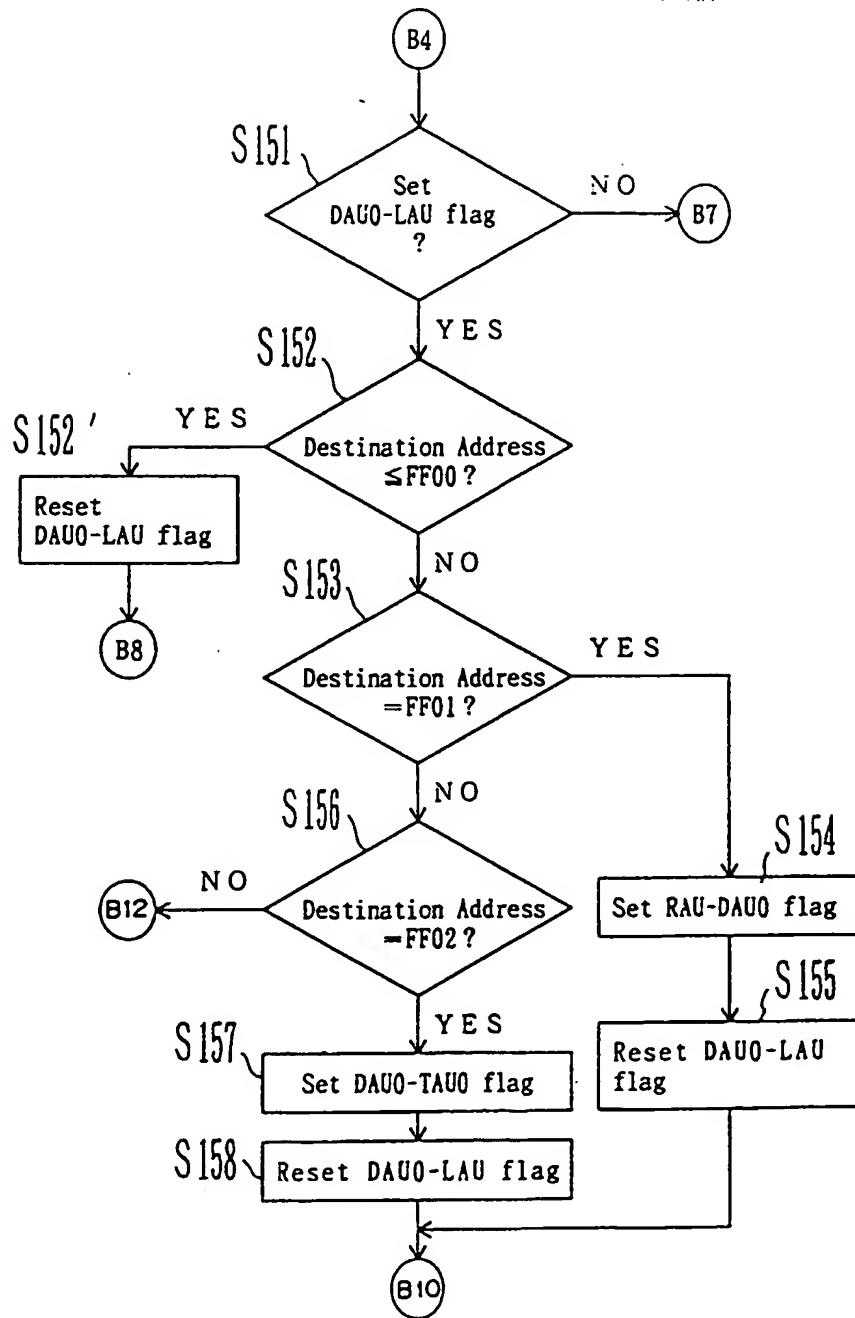 B4
S151
Set
DAU0-LAU flag
?
NO
B7
YES
S152
YES
S152'
Destination Address
≦FF00?
Reset
DAU0-LAU flag
NO
S153
B8
YES
Destination Address
=FF01?
NO
S156
S154
NO
B12
Destination Address
=FF02?
Set RAU-DAU0 flag
S155
YES
S157
Reset DAU0-LAU
flag
Set DAU0-TAU0 flag
S158
Reset DAU0-LAU flag
B10